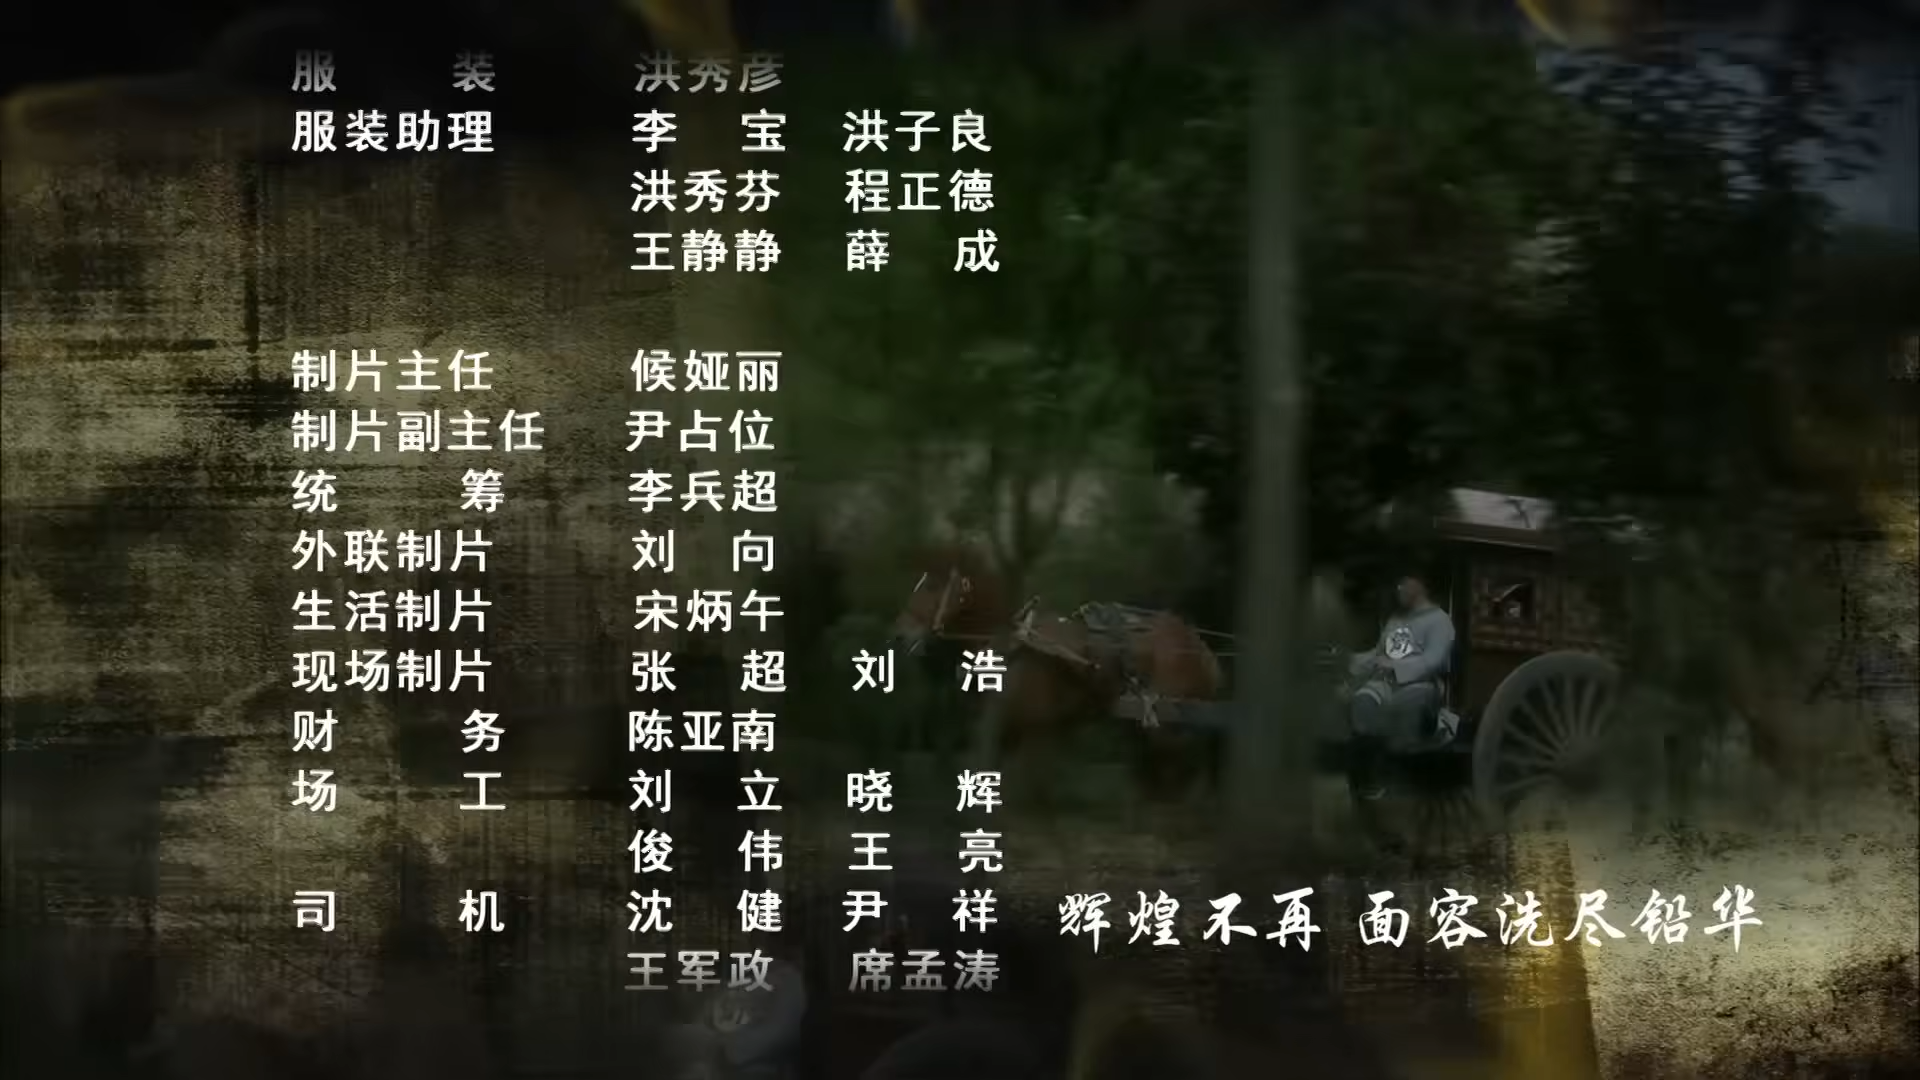 服 装 洪秀彦
服装助理 李 宝 洪子良
洪秀芬 程正德
王静静 薛 成
制片主任 候娅丽
制片副主任 尹占位
统 筹 李兵超
外联制片 刘 向
生活制片 宋炳午
现场制片 张 超 刘 浩
财 务 陈亚南
场 工 刘 立 晓 辉
俊 伟 王 亮
司 机 沈 健 尹 祥
王军政 席孟涛
辉煌不再 面容洗尽铅华